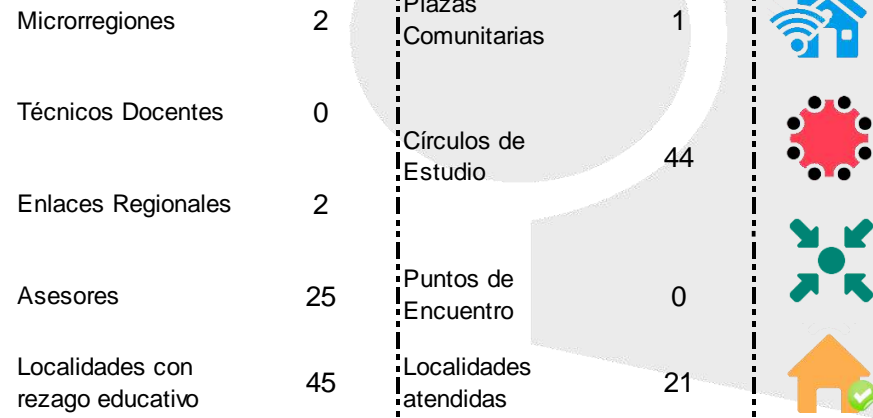 Microrregiones 2
Técnicos Docentes 0
Enlaces Regionales 2
Asesores 25
Localidades con
rezago educativo 45
Plazas
Comunitarias 1
Círculos de
Estudio 44
Puntos de
Encuentro 0
Localidades
atendidas 21